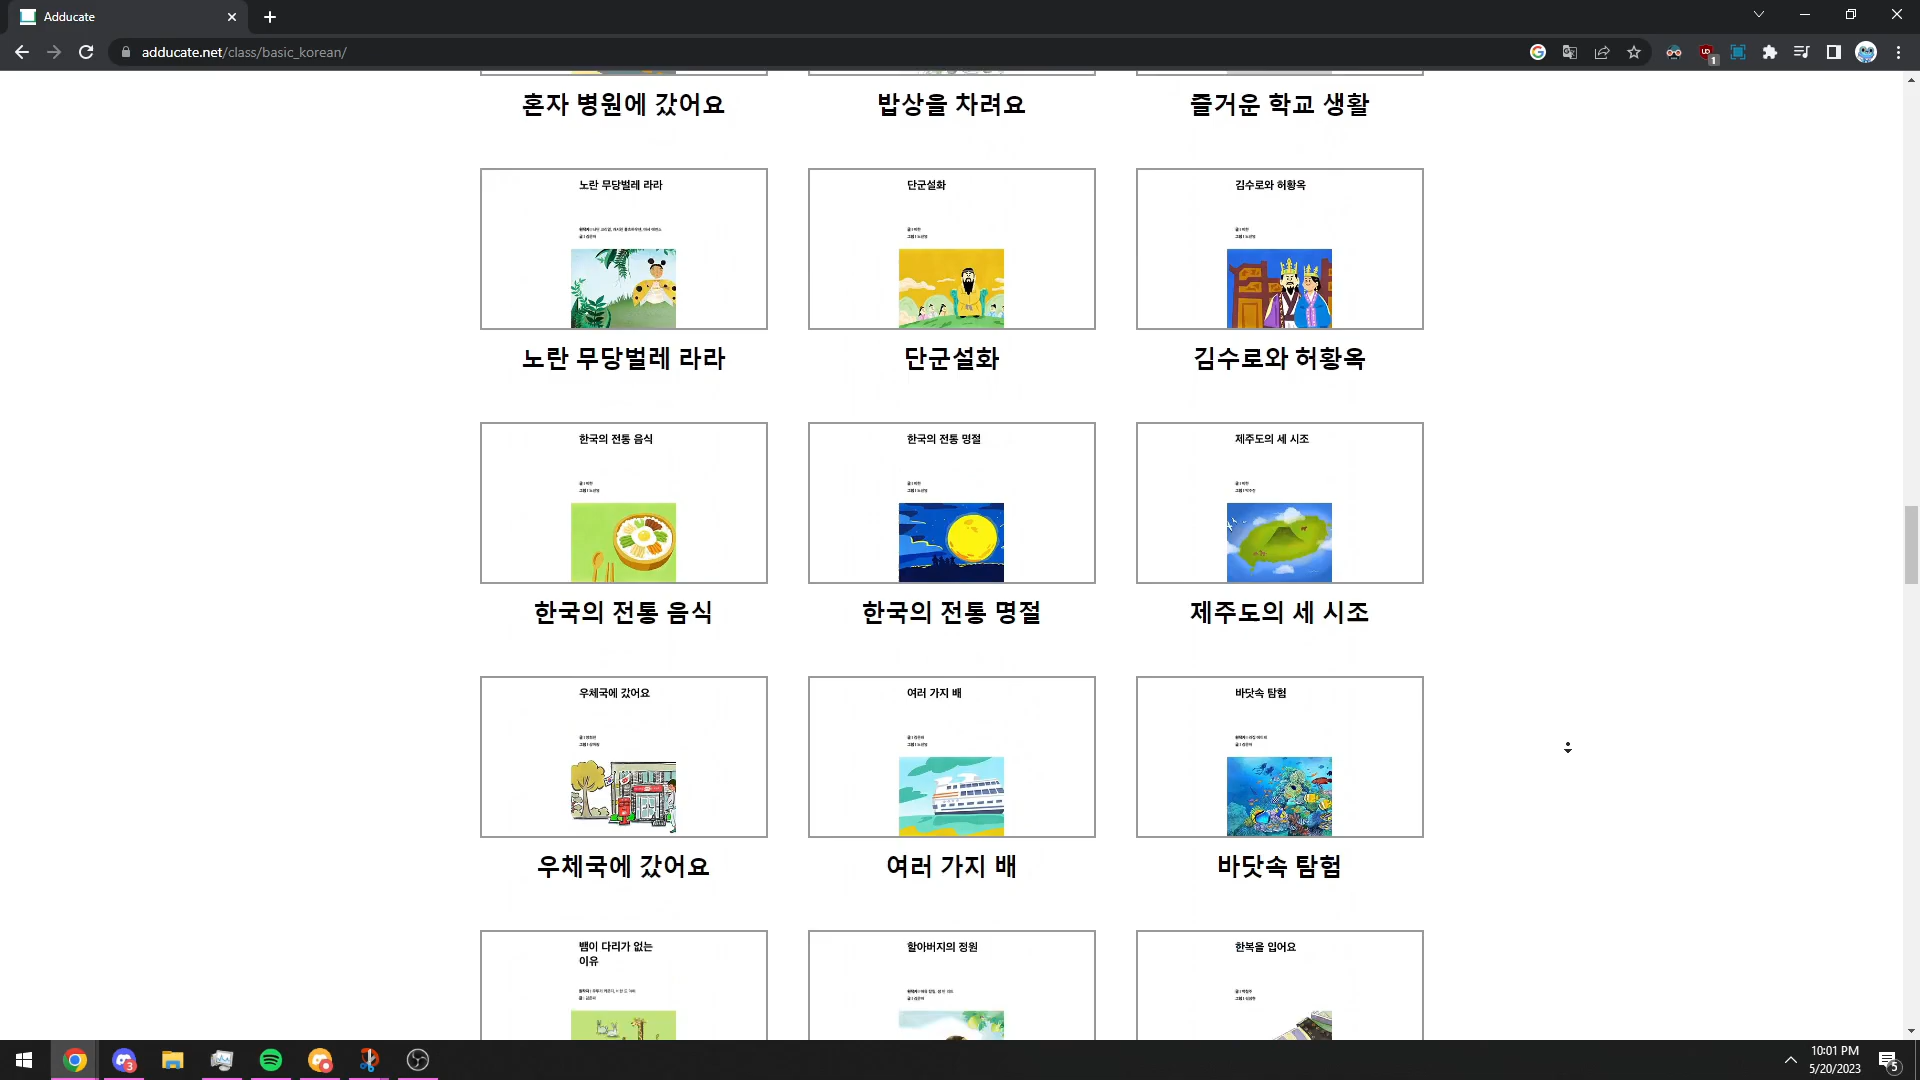 Adducate
adducate.net/class/basic_korean/
혼자 병원에 갔어요
밥상을 차려요
즐거운 학교 생활
노란 무당벌레 라라
단군설화
김수로와 허황옥
노란 무당벌레 라라
단군설화
김수로와 허황옥
한국의 전통 음식
한국의 전통 명절
제주도의 세 시조
한국의 전통 음식
한국의 전통 명절
제주도의 세 시조
우체국에 갔어요
여러 가지 배
바닷속 탐험
우체국에 갔어요
여러 가지 배
바닷속 탐험
뱀이 다리가 없는
이유
할아버지의 정원
한복을 입어요
10:01 PM
5/20/2023